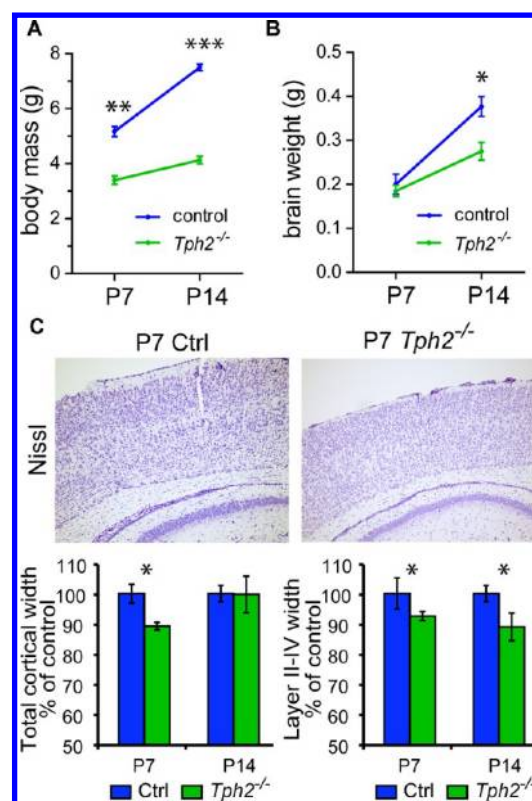 A
B
***
**
body mass (g)
8
6
4
2
0
control
Tph2-/-
P7
P14
*
brain weight (g)
0.5
0.4
0.3
0.2
0.1
0.0
control
Tph2-/-
P7
P14
C
P7 Ctrl
P7 Tph2-/-
Nissl
Total cortical width
% of control
110
100
90
80
70
60
50
*
P7
P14
Ctrl
Tph2-/-
Layer II-IV width
% of control
110
100
90
80
70
60
50
*
*
P7
P14
Ctrl
Tph2-/-